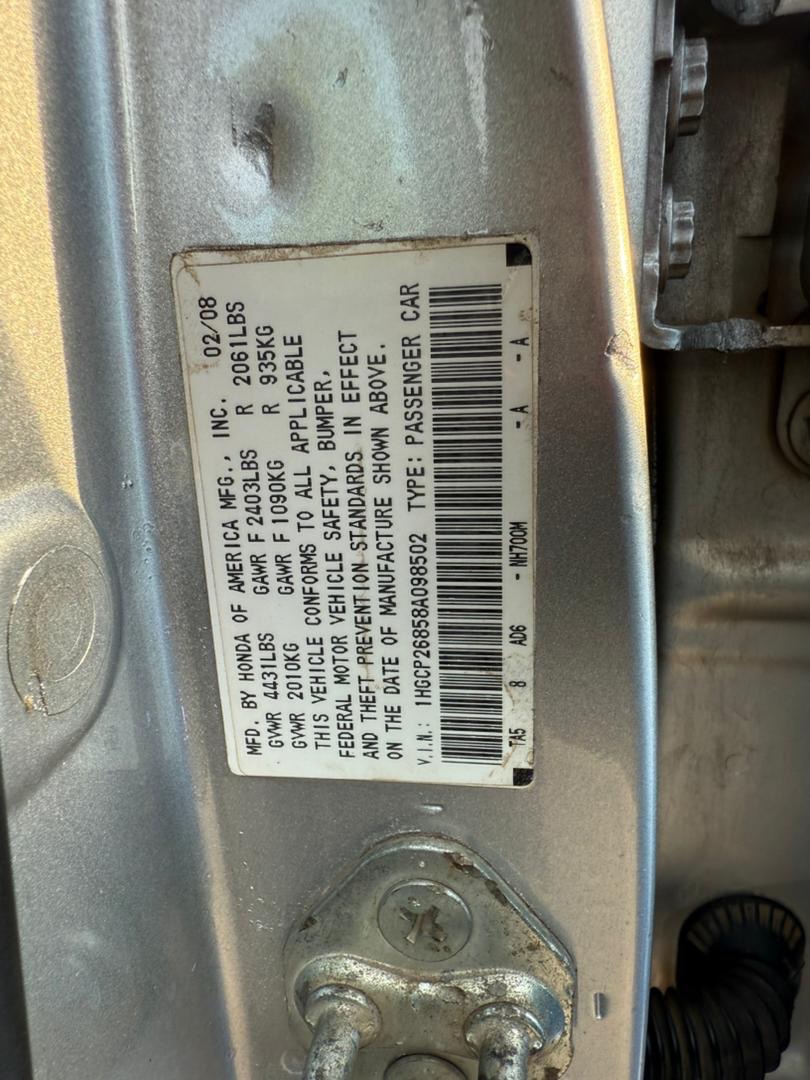 MFD. BY HONDA OF AMERICA MFG., INC. 02/08
GVWR 4431LBS GAWR F 2403LBS R 2061LBS
GVWR 2010KG GAWR F 1090KG R 935KG
THIS VEHICLE CONFORMS TO ALL APPLICABLE
FEDERAL MOTOR VEHICLE SAFETY, BUMPER,
AND THEFT PREVENTION STANDARDS IN EFFECT
ON THE DATE OF MANUFACTURE SHOWN ABOVE.
V.I.N.: 1HGCP26858A098502 TYPE: PASSENGER CAR
TA5 8 AD6 - NH700M - A - A